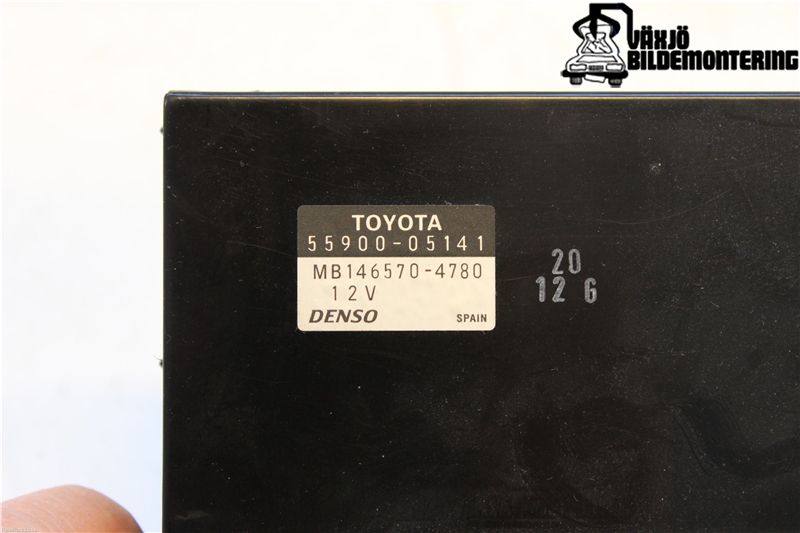 VÄXJÖ
BILDEMONTERING
TOYOTA
55900-05141
MB146570-4780
12V
DENSO SPAIN
20
12 G